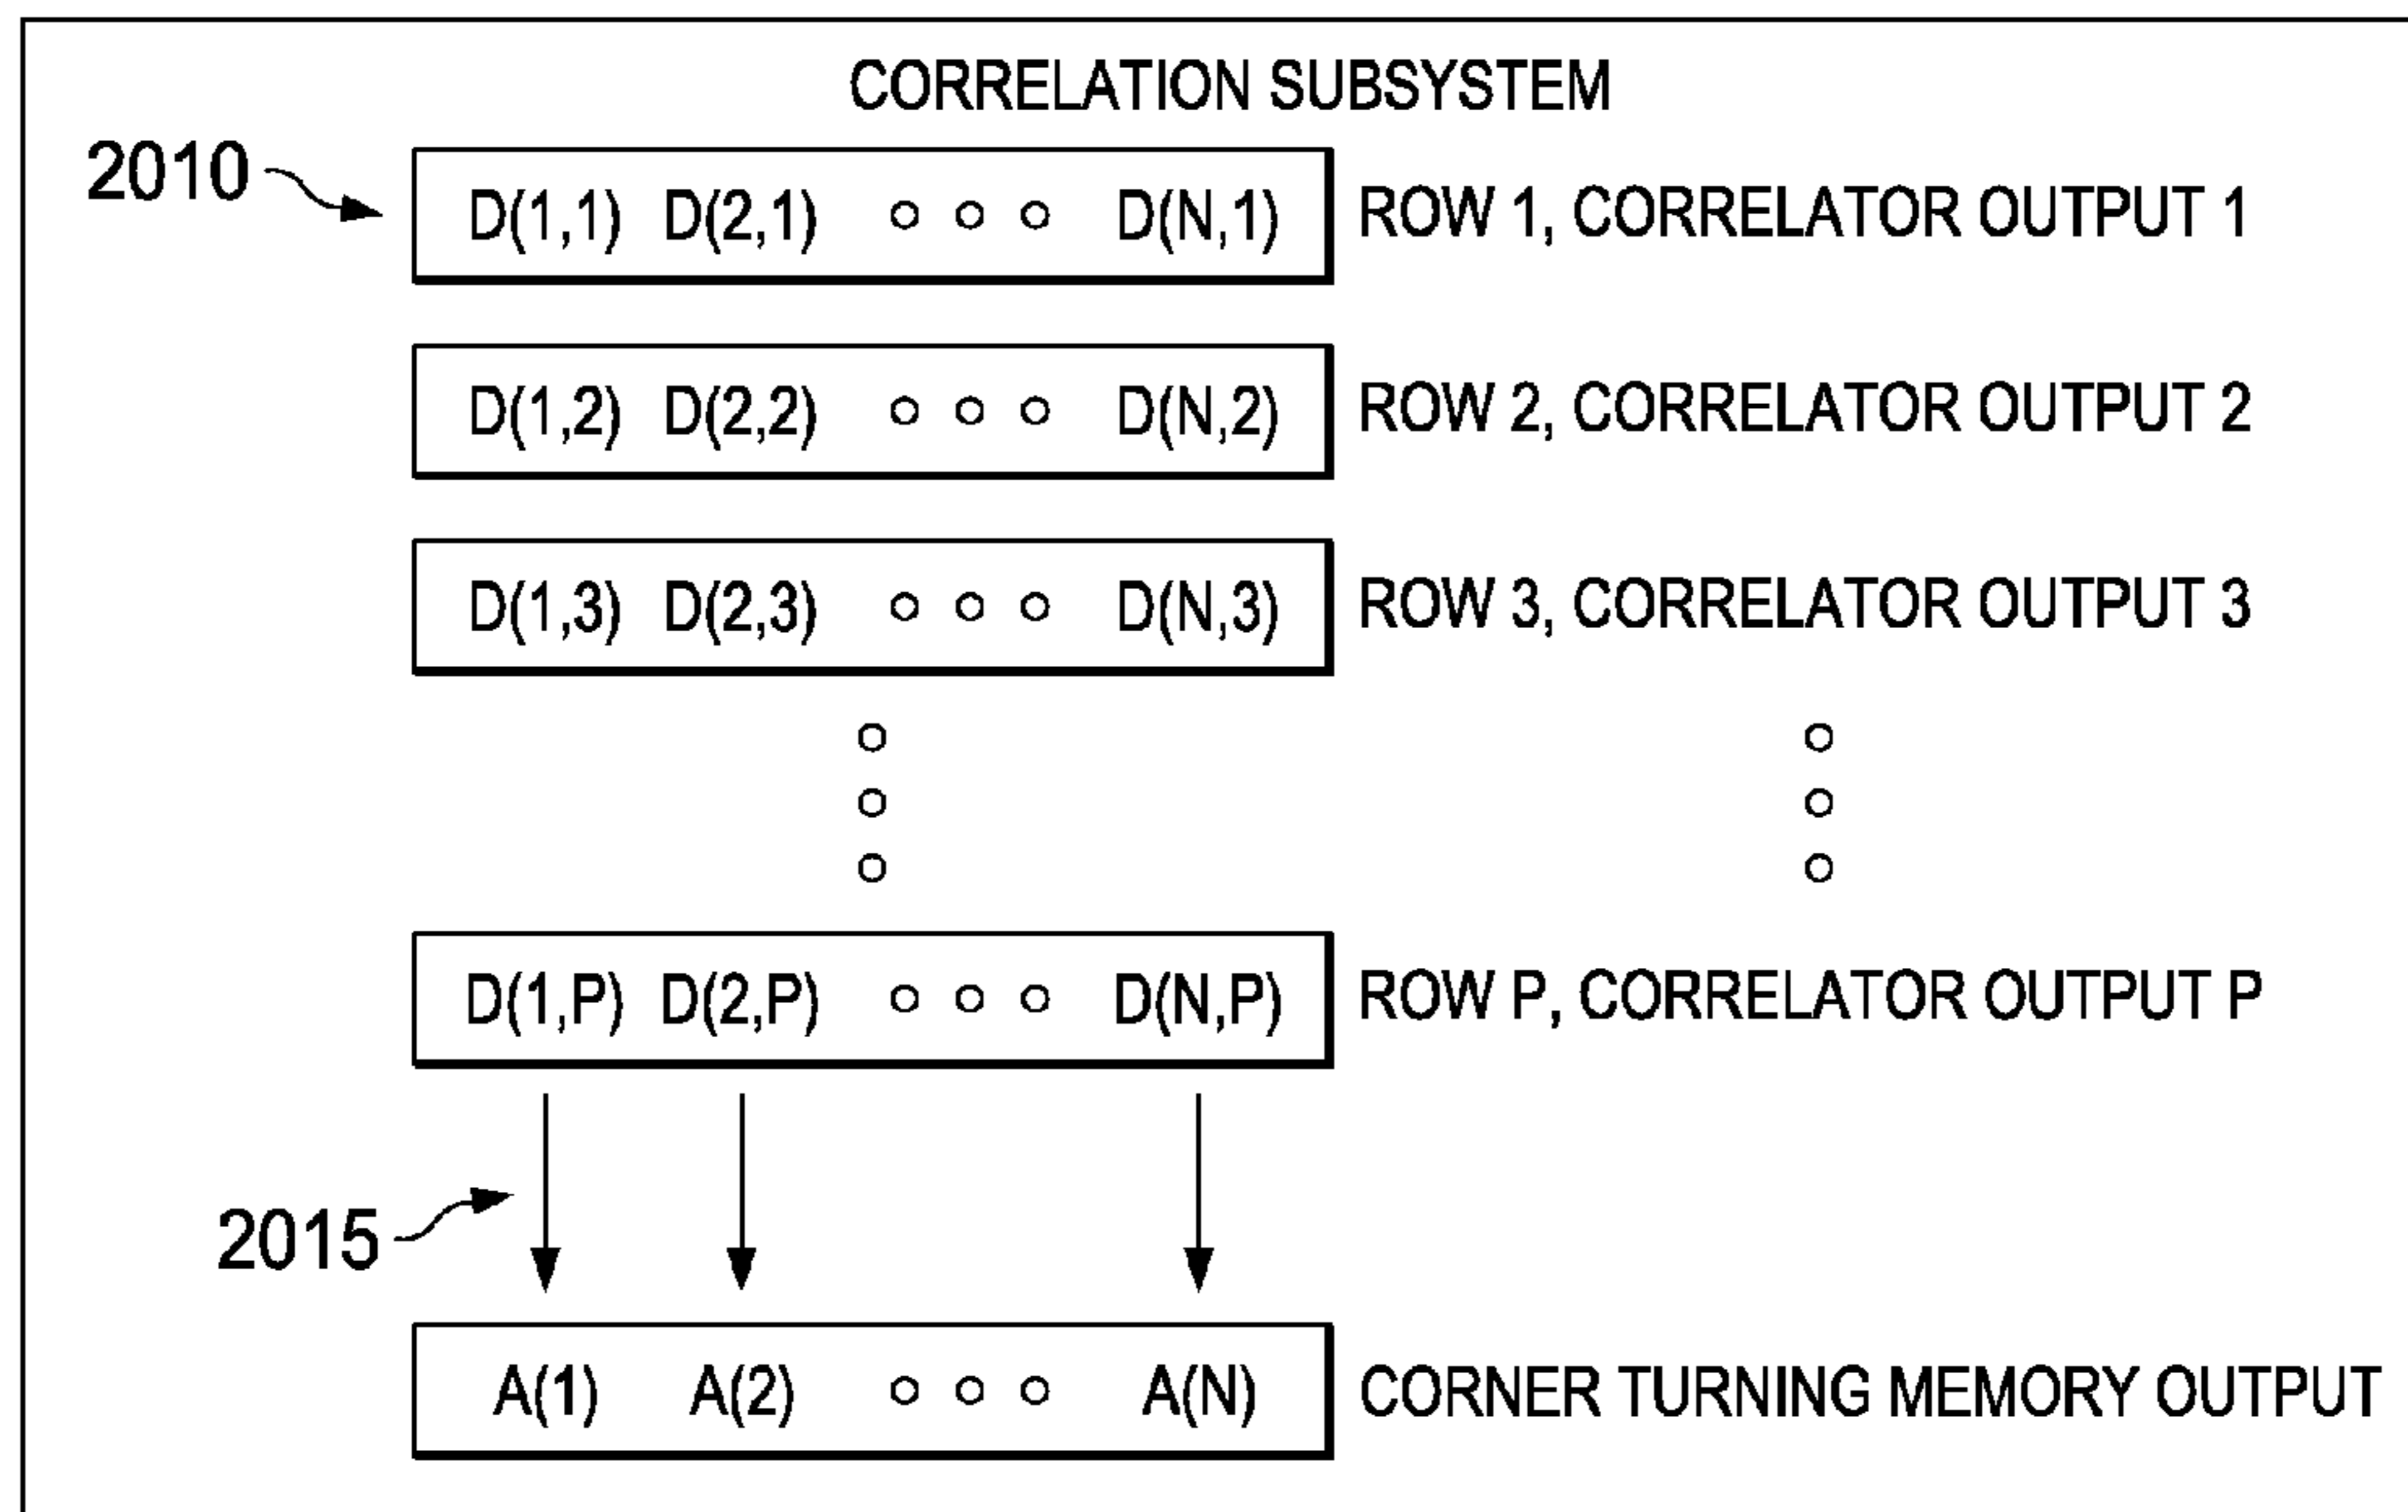 CORRELATION SUBSYSTEM
2010
D(1,1) D(2,1) D(N,1) ROW 1, CORRELATOR OUTPUT 1
D(1,2) D(2,2) D(N,2) ROW 2, CORRELATOR OUTPUT 2
D(1,3) D(2,3) D(N,3) ROW 3, CORRELATOR OUTPUT 3
D(1,P) D(2,P) D(N,P) ROW P, CORRELATOR OUTPUT P
2015
A(1) A(2) A(N) CORNER TURNING MEMORY OUTPUT